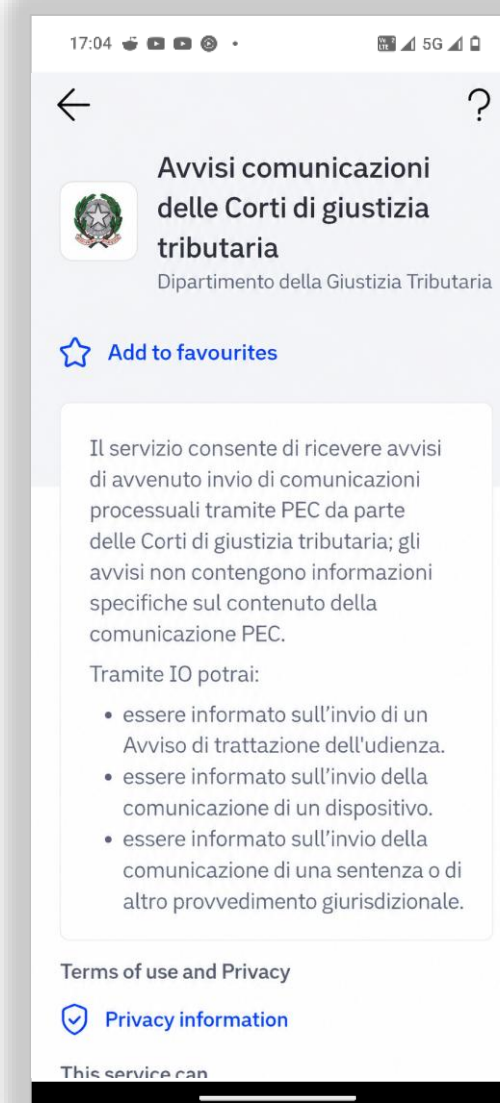 17:04
5G
?
Avvisi comunicazioni
delle Corti di giustizia
tributaria
Dipartimento della Giustizia Tributaria
Add to favourites
Il servizio consente di ricevere avvisi
di avvenuto invio di comunicazioni
processuali tramite PEC da parte
delle Corti di giustizia tributaria; gli
avvisi non contengono informazioni
specifiche sul contenuto della
comunicazione PEC.
Tramite IO potrai:
• essere informato sull'invio di un
Avviso di trattazione dell'udienza.
• essere informato sull'invio della
comunicazione di un dispositivo.
• essere informato sull'invio della
comunicazione di una sentenza o di
altro provvedimento giurisdizionale.
Terms of use and Privacy
Privacy information
This service can